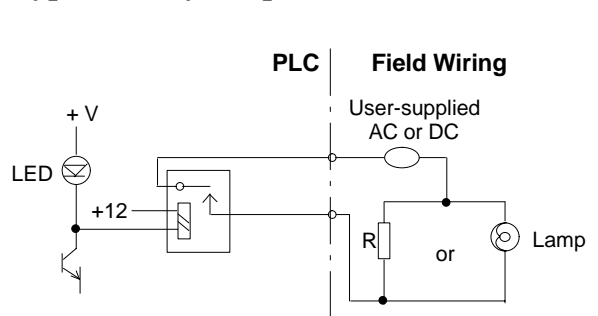 PLC
Field Wiring
User-supplied
AC or DC
+ V
LED
+12
R
or
Lamp